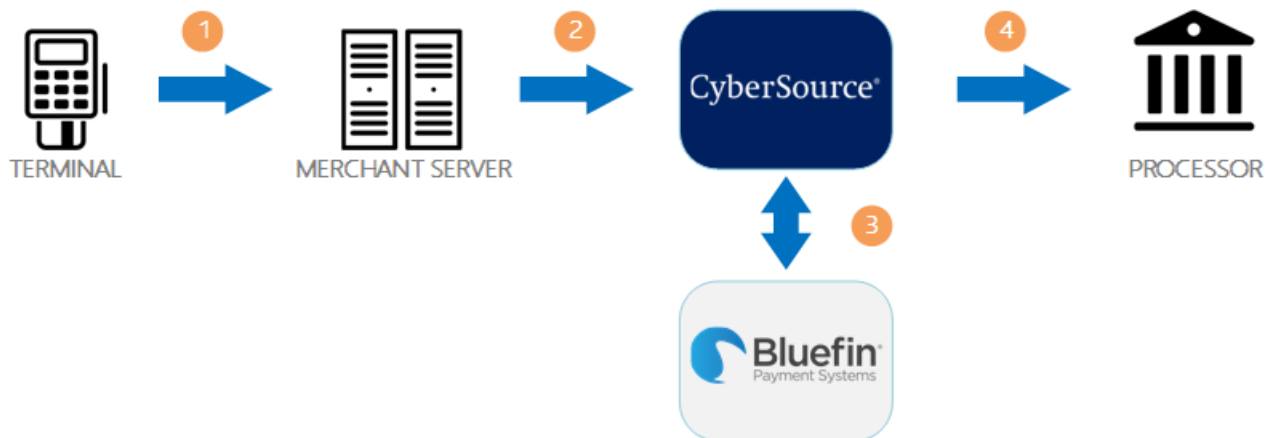 1
2
4
CyberSource®
TERMINAL
MERCHANT SERVER
PROCESSOR
3
Bluefin®
Payment Systems